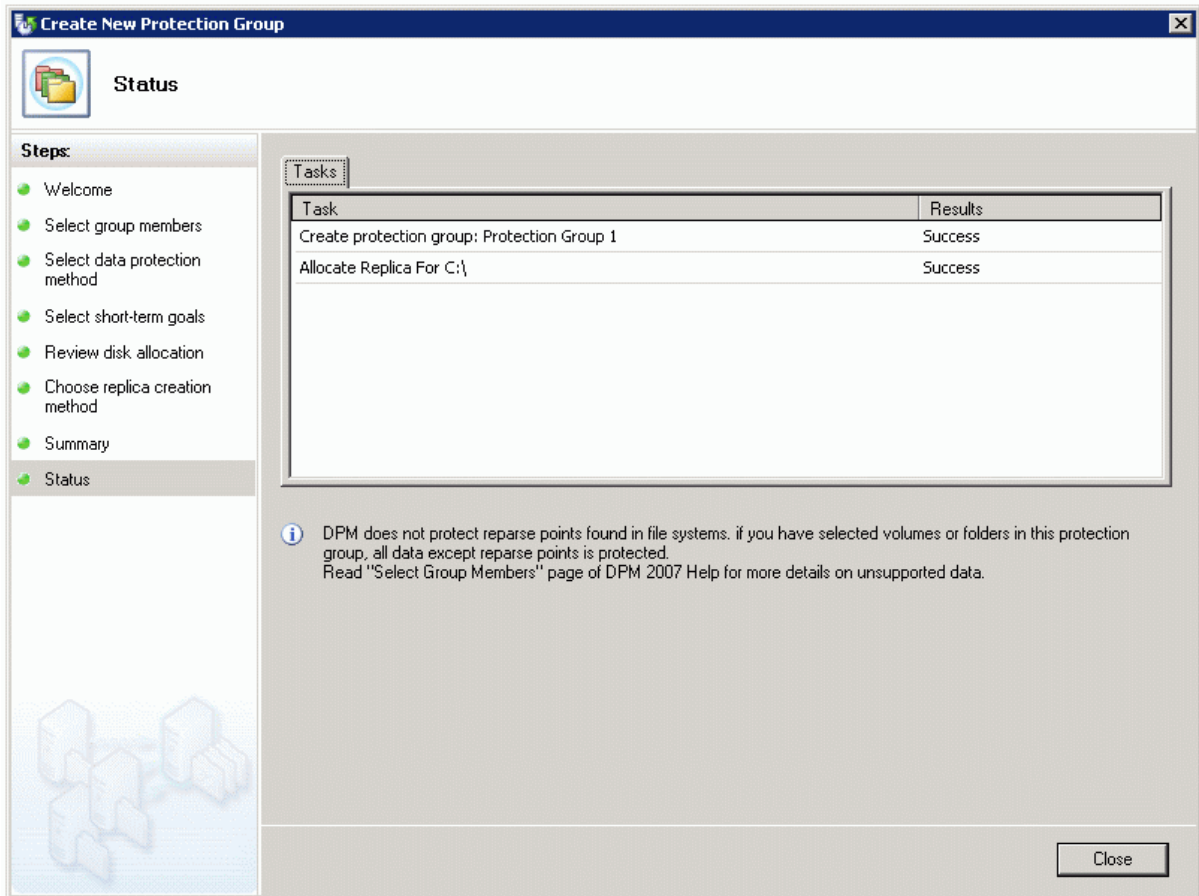 Create New Protection Group
Status
Steps:
Welcome
Select group members
Select data protection
method
Select short-term goals
Review disk allocation
Choose replica creation
method
Summary
Status
Tasks
Task Results
Create protection group: Protection Group 1 Success
Allocate Replica For C:\ Success
DPM does not protect reparse points found in file systems. if you have selected volumes or folders in this protection
group, all data except reparse points is protected.
Read "Select Group Members" page of DPM 2007 Help for more details on unsupported data.
Close